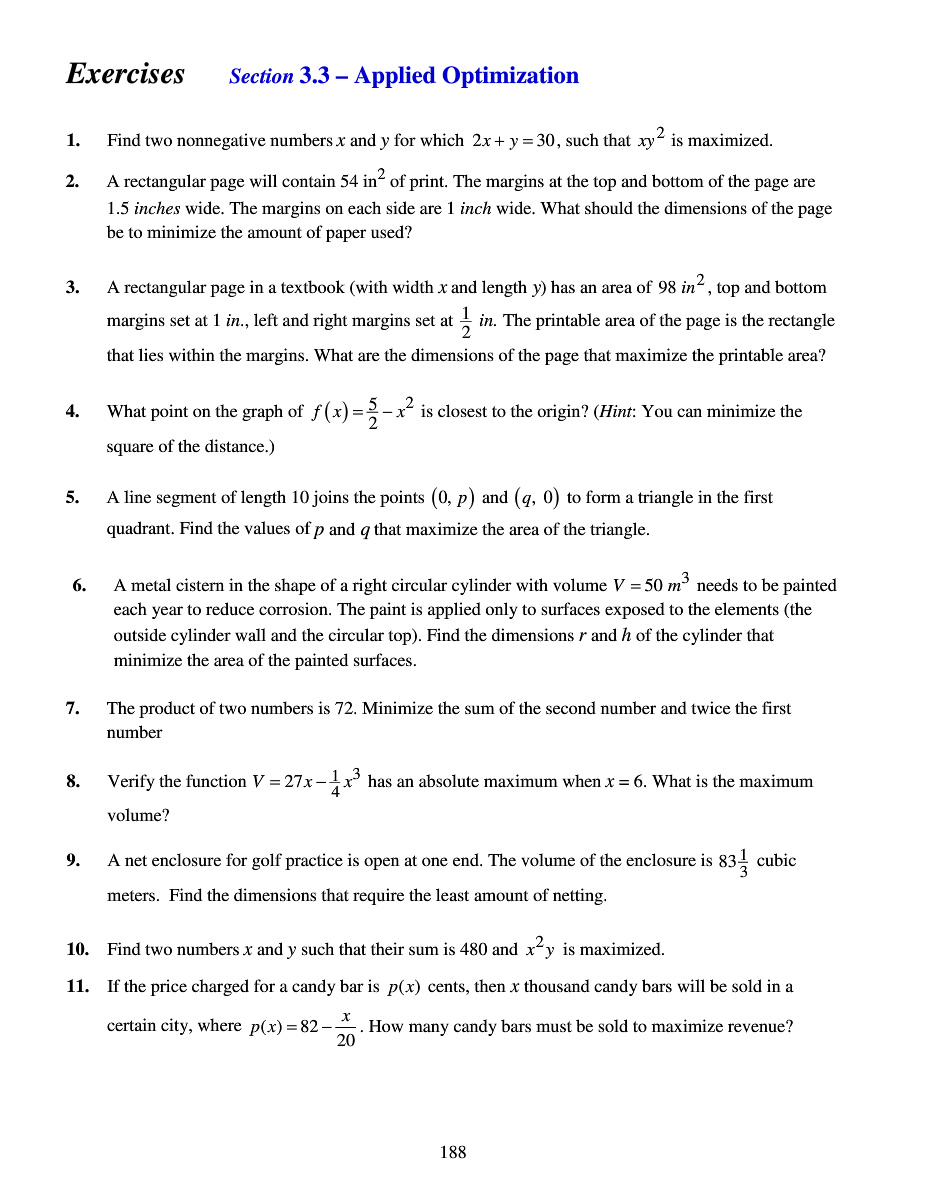 Exercises Section 3.3 – Applied Optimization
1. Find two nonnegative numbers x and y for which 2x + y = 30, such that xy² is maximized.
2. A rectangular page will contain 54 in² of print. The margins at the top and bottom of the page are
1.5 inches wide. The margins on each side are 1 inch wide. What should the dimensions of the page
be to minimize the amount of paper used?
3. A rectangular page in a textbook (with width x and length y) has an area of 98 in², top and bottom
margins set at 1 in., left and right margins set at 1/2 in. The printable area of the page is the rectangle
that lies within the margins. What are the dimensions of the page that maximize the printable area?
4. What point on the graph of f(x) = 5/2 − x² is closest to the origin? (Hint: You can minimize the
square of the distance.)
5. A line segment of length 10 joins the points (0, p) and (q, 0) to form a triangle in the first
quadrant. Find the values of p and q that maximize the area of the triangle.
6. A metal cistern in the shape of a right circular cylinder with volume V = 50 m³ needs to be painted
each year to reduce corrosion. The paint is applied only to surfaces exposed to the elements (the
outside cylinder wall and the circular top). Find the dimensions r and h of the cylinder that
minimize the area of the painted surfaces.
7. The product of two numbers is 72. Minimize the sum of the second number and twice the first
number
8. Verify the function V = 27x − 1/4 x³ has an absolute maximum when x = 6. What is the maximum
volume?
9. A net enclosure for golf practice is open at one end. The volume of the enclosure is 83 1/3 cubic
meters. Find the dimensions that require the least amount of netting.
10. Find two numbers x and y such that their sum is 480 and x²y is maximized.
11. If the price charged for a candy bar is p(x) cents, then x thousand candy bars will be sold in a
certain city, where p(x) = 82 − x/20. How many candy bars must be sold to maximize revenue?
188